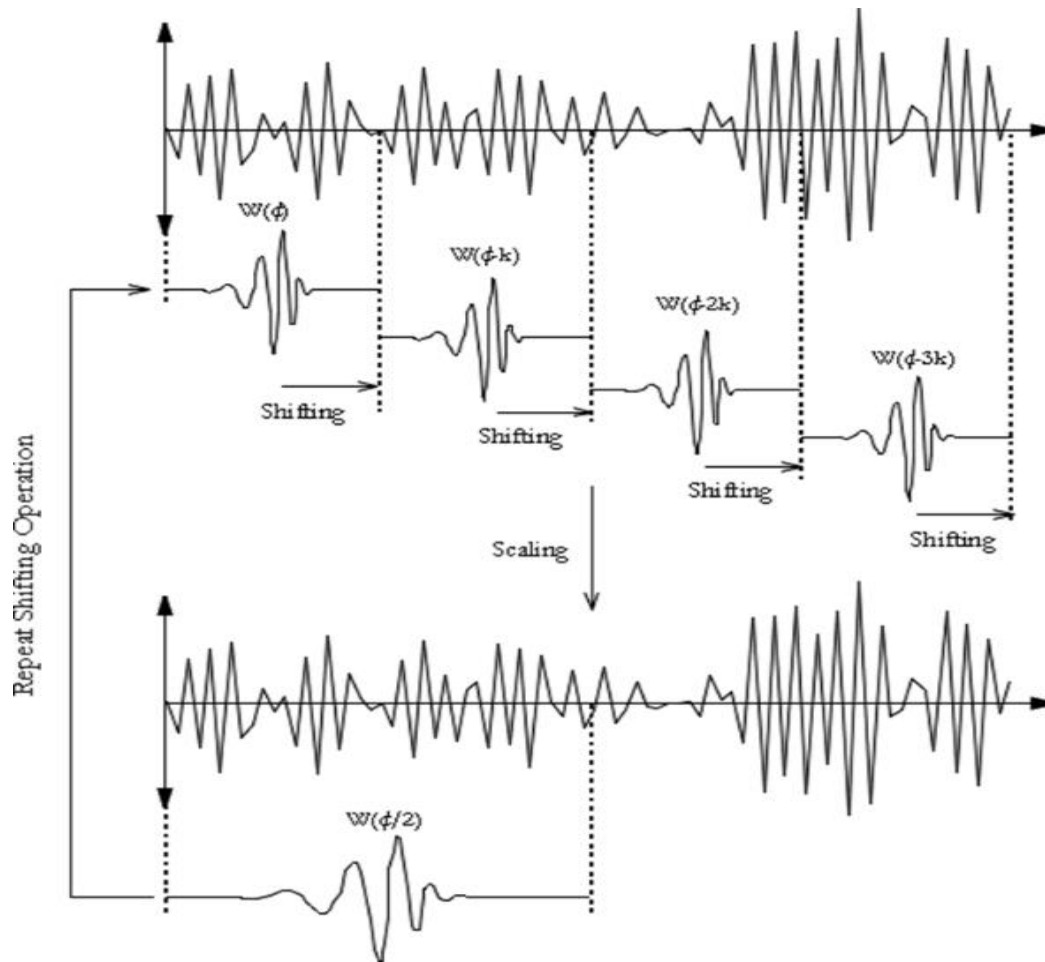 W(ϕ)
W(ϕ-k)
W(ϕ-2k)
W(ϕ-3k)
Shifting
Shifting
Shifting
Shifting
Scaling
Repeat Shifting Operation
W(ϕ/2)